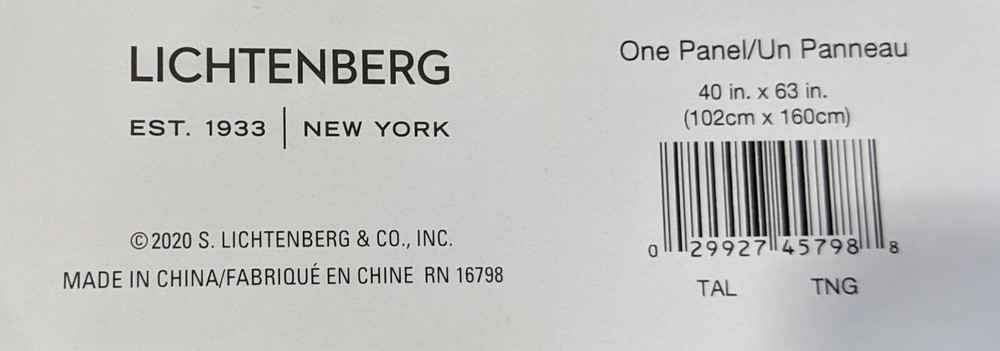 LICHTENBERG
EST. 1933 | NEW YORK
©2020 S. LICHTENBERG & CO., INC.
MADE IN CHINA/FABRIQUÉ EN CHINE RN 16798
One Panel/Un Panneau
40 in. x 63 in.
(102cm x 160cm)
0 29927 45798 8
TAL TNG